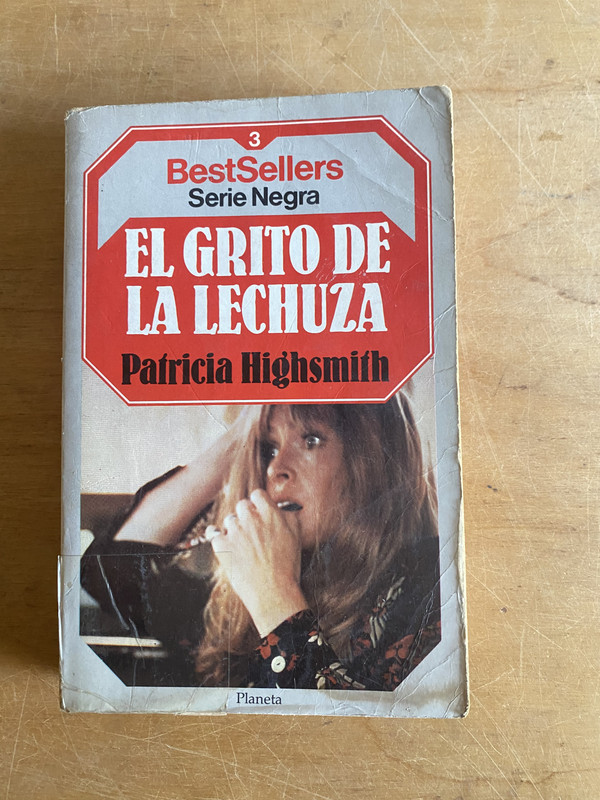 3
BestSellers
Serie Negra
EL GRITO DE
LA LECHUZA
Patricia Highsmith
Planeta